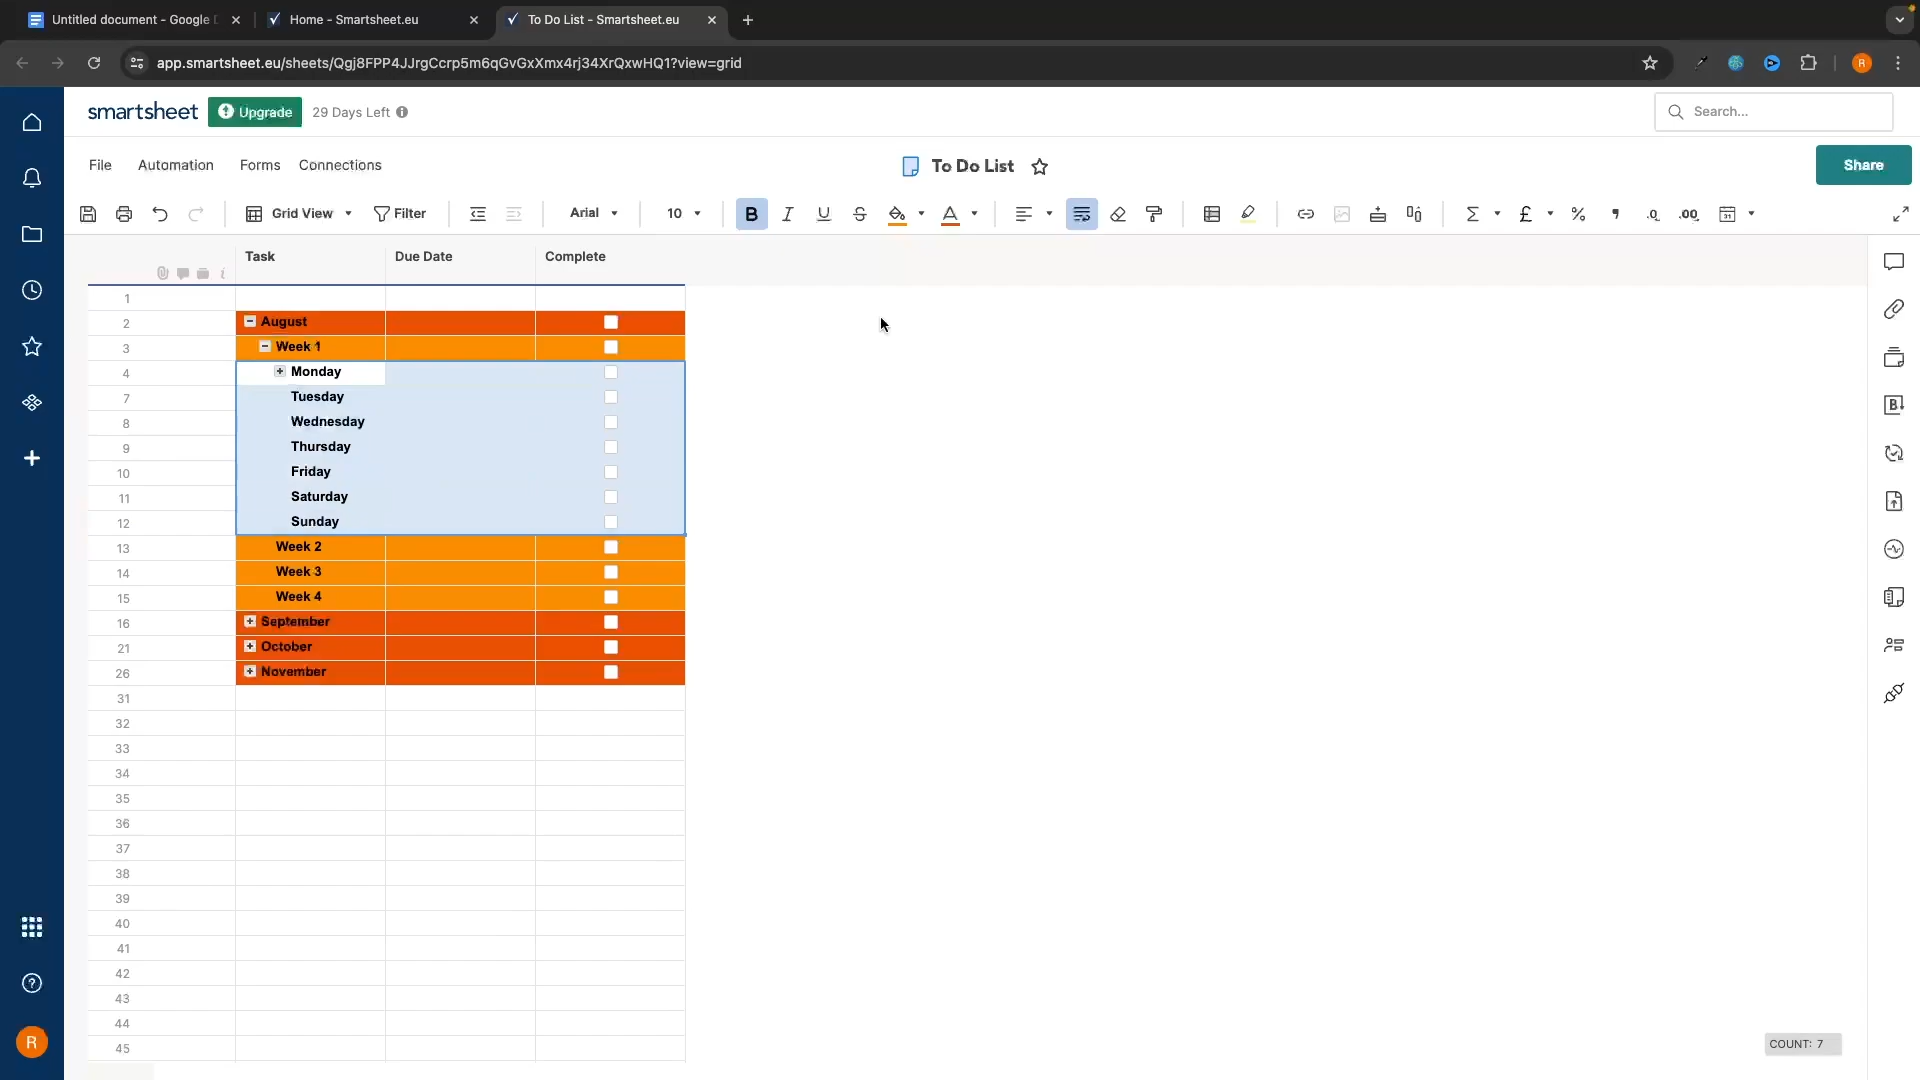 Untitled document - Google D
Home - Smartsheet.eu
To Do List - Smartsheet.eu
app.smartsheet.eu/sheets/Qgj8FPP4JJrgCcrp5m6qGvGxXmx4rj34XrQxwHQ1?view=grid
R
smartsheet
Upgrade
29 Days Left
Search...
File
Automation
Forms
Connections
To Do List
Share
Grid View
Filter
Arial
10
B
I
U
S
A
Σ
£
%
,
.0
.00
31
Task
Due Date
Complete
1
2 August
3 Week 1
4 Monday
7 Tuesday
8 Wednesday
9 Thursday
10 Friday
11 Saturday
12 Sunday
13 Week 2
14 Week 3
15 Week 4
16 September
21 October
26 November
31
32
33
34
35
36
37
38
39
40
41
42
43
44
45
R
COUNT: 7